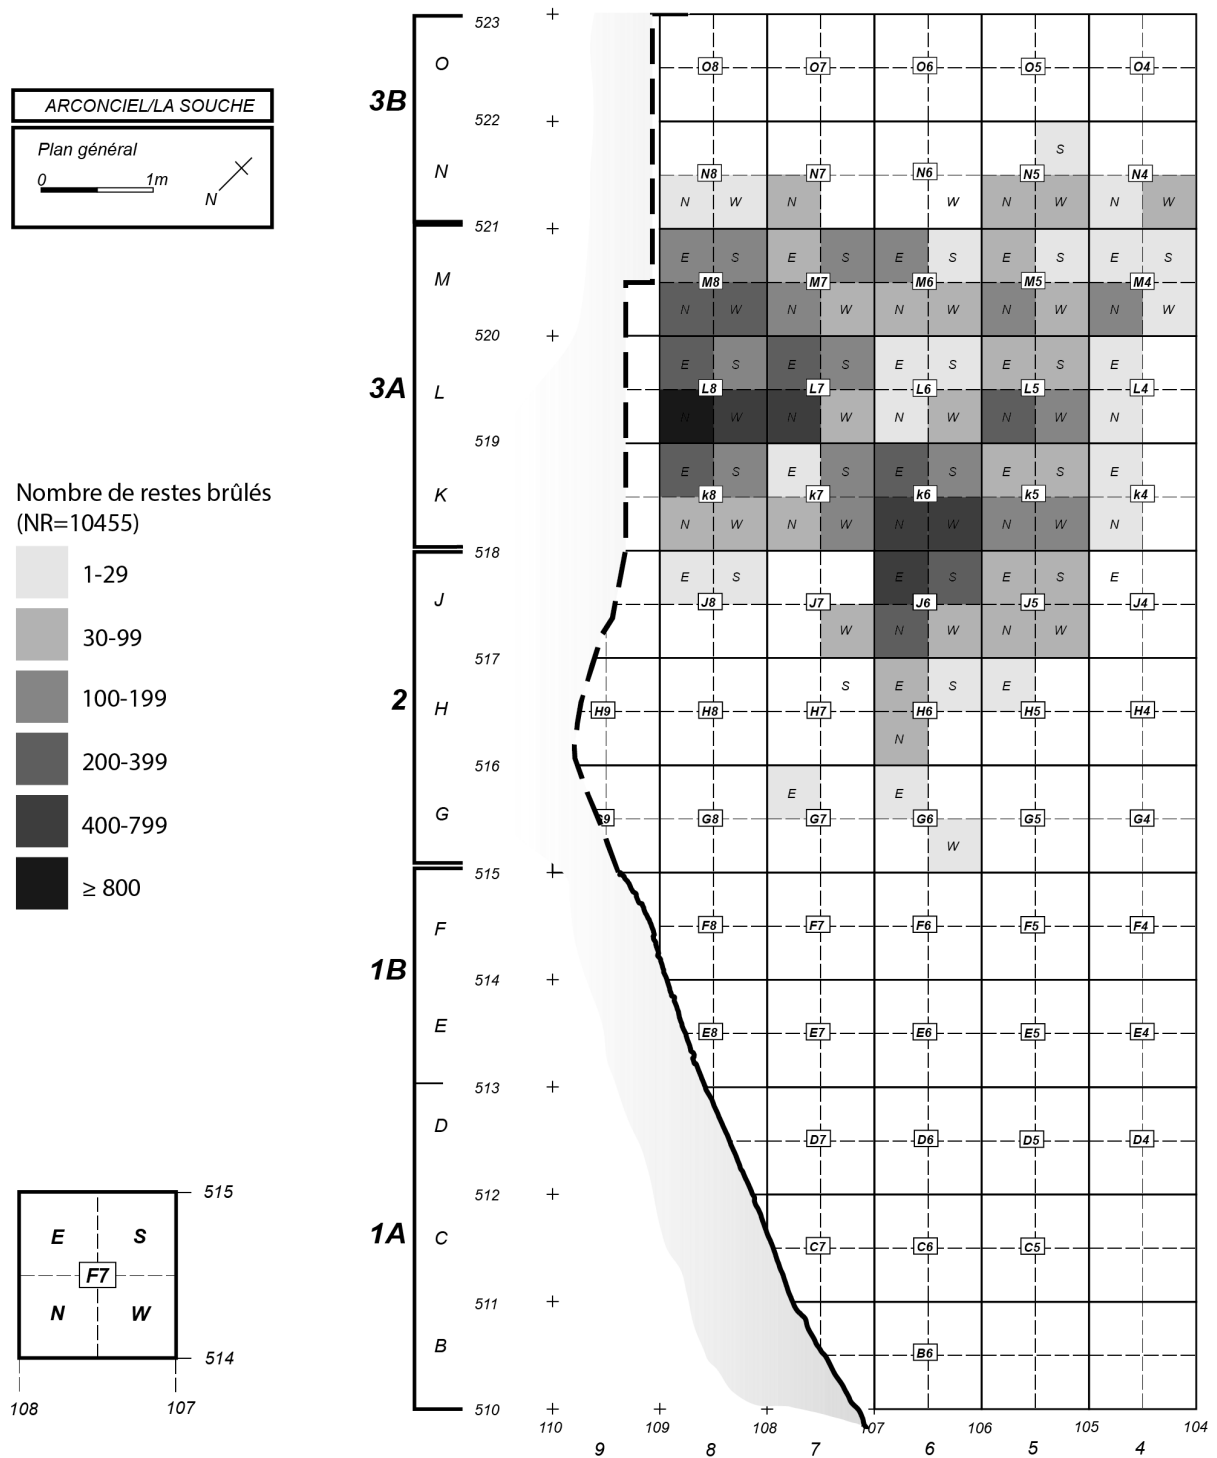 ARCONCIEL/LA SOUCHE
Plan général
0 1m
N
Nombre de restes brûlés
(NR=10455)
1-29
30-99
100-199
200-399
400-799
≥ 800
E S
F7
N W
515
514
108 107
3B
3A
2
1B
1A
523
O
O8 O7 O6 O5 O4
522
S
N
N8 N7 N6 N5 N4
N W N W N W N W
521
E S E S E S E S E S
M
M8 M7 M6 M5 M4
N W N W N W N W N W
520
E S E S E S E S E
L
L8 L7 L6 L5 L4
N W N W N W N W N
519
E S E S E S E S E
K
k8 k7 k6 k5 k4
N W N W N W N W N
518
E S E S E S E
J
J8 J7 J6 J5 J4
W N W N W
517
S E S E
H
H9 H8 H7 H6 H5 H4
N
516
E E
G
G9 G8 G7 G6 G5 G4
W
515
F
F8 F7 F6 F5 F4
514
E
E8 E7 E6 E5 E4
513
D
D7 D6 D5 D4
512
C
C7 C6 C5
511
B
B6
510
110 109 108 107 106 105 104
9 8 7 6 5 4